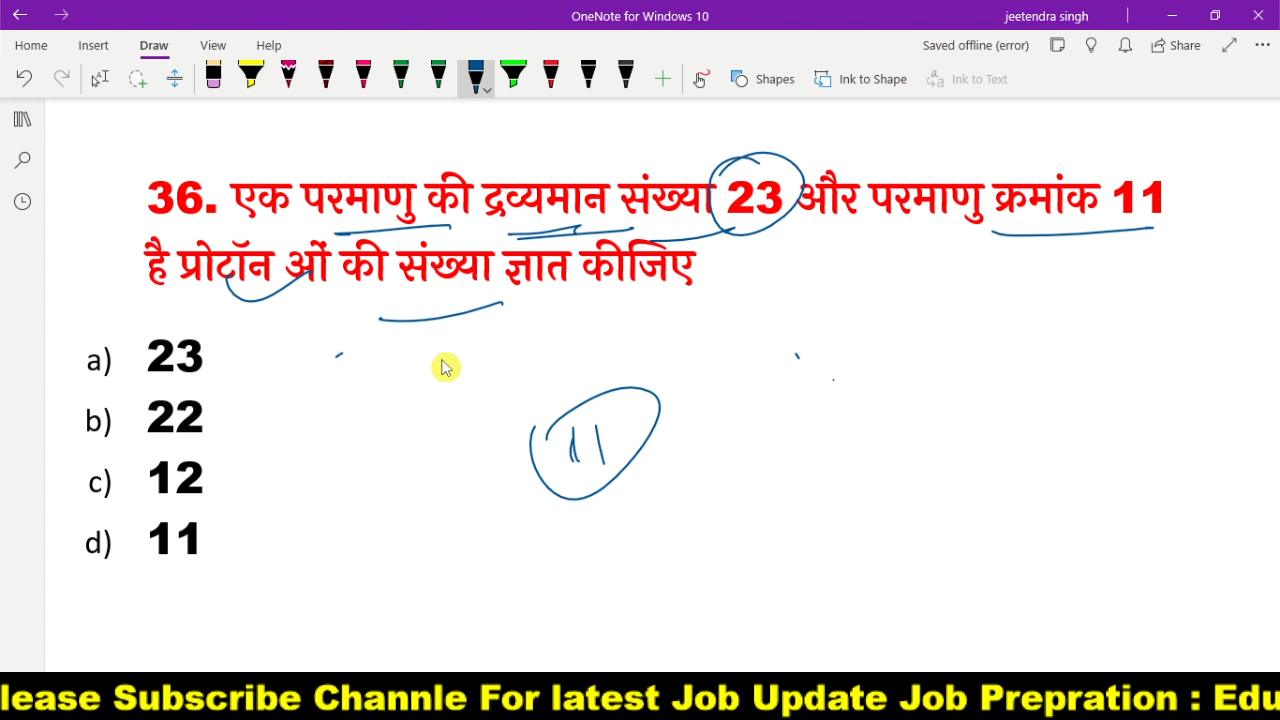 OneNote for Windows 10
jeetendra singh
Home Insert Draw View Help
Saved offline (error) Share
Shapes Ink to Shape Ink to Text
36. एक परमाणु की द्रव्यमान संख्या 23 और परमाणु क्रमांक 11
है प्रोटॉन ओं की संख्या ज्ञात कीजिए
a) 23
b) 22
11
c) 12
d) 11
lease Subscribe Channle For latest Job Update Job Prepration : Edu